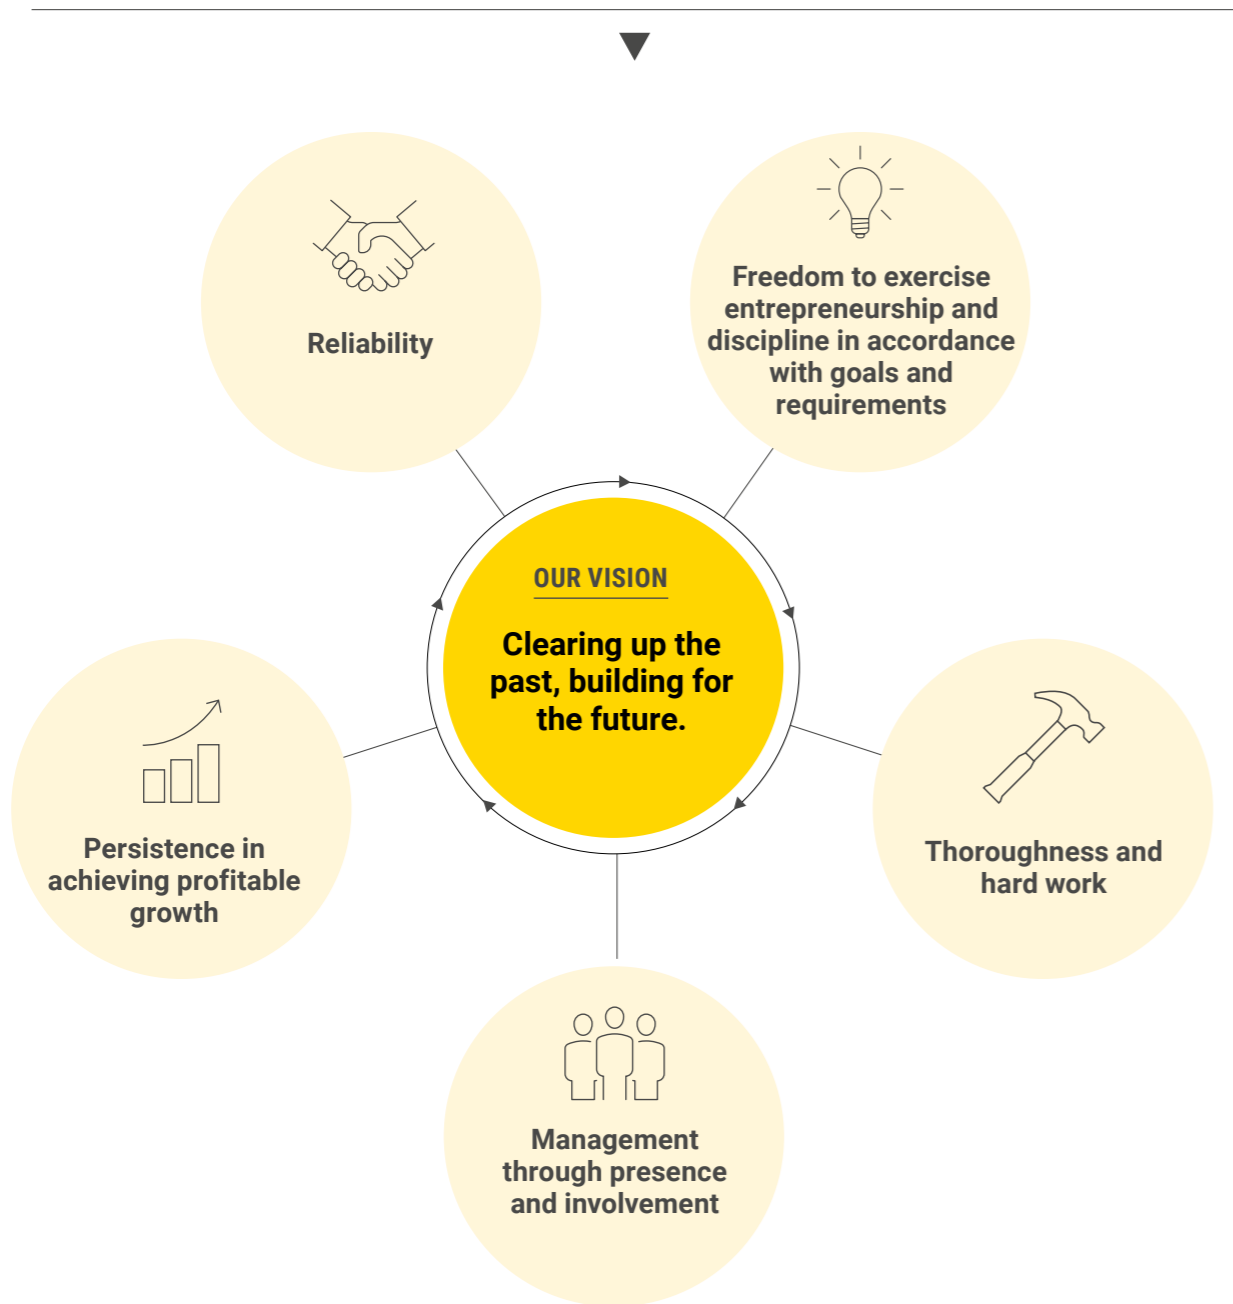 Reliability
Freedom to exercise
entrepreneurship and
discipline in accordance
with goals and
requirements
OUR VISION
Clearing up the
past, building for
the future.
Persistence in
achieving profitable
growth
Thoroughness and
hard work
Management
through presence
and involvement